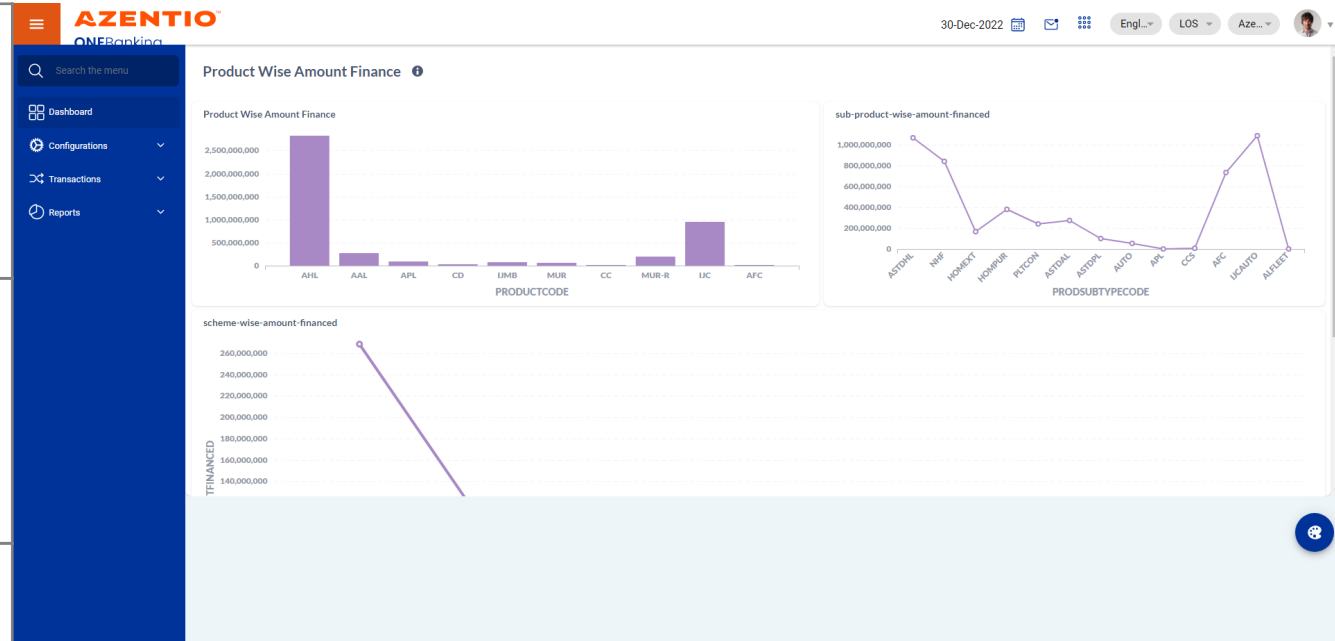 AZENTIO
ONEBanking
30-Dec-2022
Engl...
LOS
Aze...
Search the menu
Dashboard
Configurations
Transactions
Reports
Product Wise Amount Finance
Product Wise Amount Finance
2,500,000,000
2,000,000,000
1,500,000,000
1,000,000,000
500,000,000
0
AHL AAL APL CD IJMB MUR CC MUR-R IJC AFC
PRODUCTCODE
sub-product-wise-amount-financed
1,000,000,000
800,000,000
600,000,000
400,000,000
200,000,000
0
ASTDHL NHF HOMEXT HOMPUR PLTCON ASTDAL ASTDPL AUTO APL CCS AFC IJCAUTO ALFLEET
PRODSUBTYPECODE
scheme-wise-amount-financed
260,000,000
240,000,000
220,000,000
200,000,000
180,000,000
160,000,000
140,000,000
TFINANCED